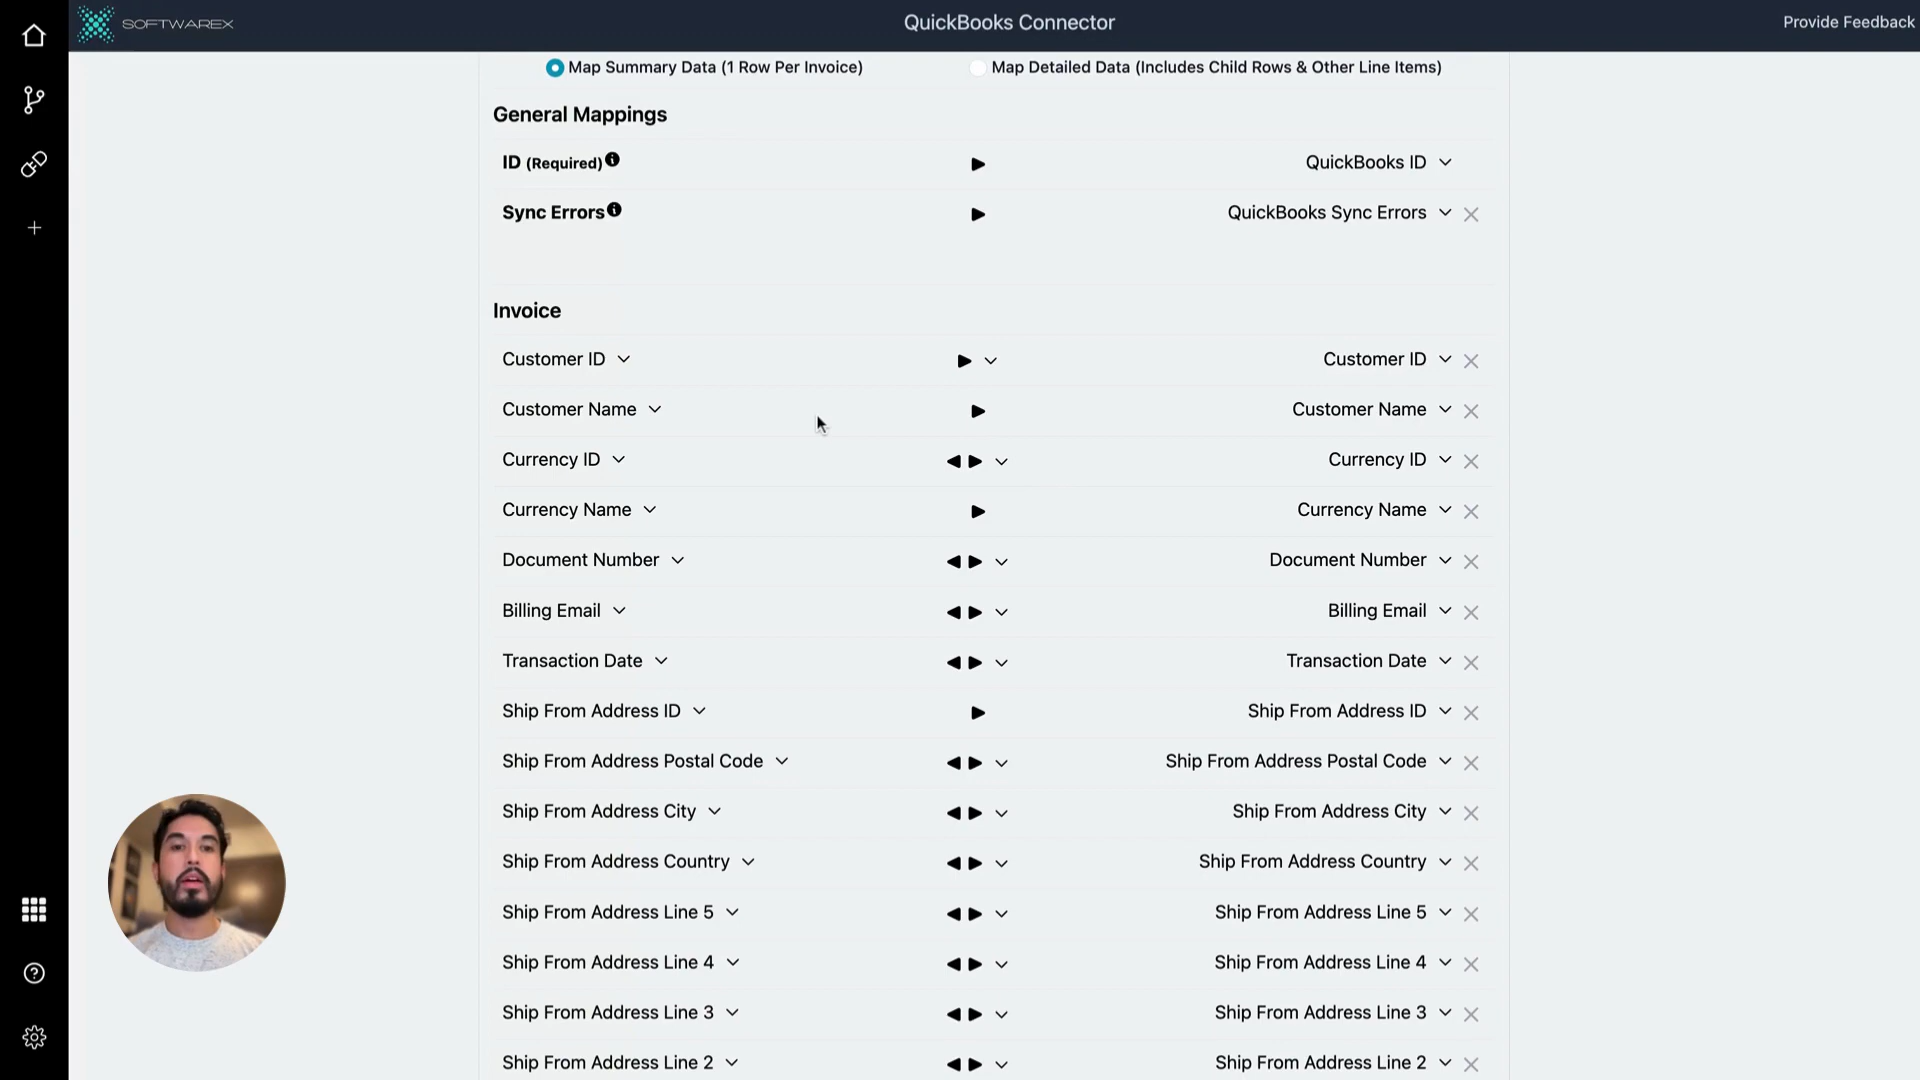 SOFTWAREX
QuickBooks Connector
Provide Feedback
Map Summary Data (1 Row Per Invoice)
Map Detailed Data (Includes Child Rows & Other Line Items)
General Mappings
ID (Required)
QuickBooks ID
Sync Errors
QuickBooks Sync Errors
Invoice
Customer ID
Customer ID
Customer Name
Customer Name
Currency ID
Currency ID
Currency Name
Currency Name
Document Number
Document Number
Billing Email
Billing Email
Transaction Date
Transaction Date
Ship From Address ID
Ship From Address ID
Ship From Address Postal Code
Ship From Address Postal Code
Ship From Address City
Ship From Address City
Ship From Address Country
Ship From Address Country
Ship From Address Line 5
Ship From Address Line 5
Ship From Address Line 4
Ship From Address Line 4
Ship From Address Line 3
Ship From Address Line 3
Ship From Address Line 2
Ship From Address Line 2